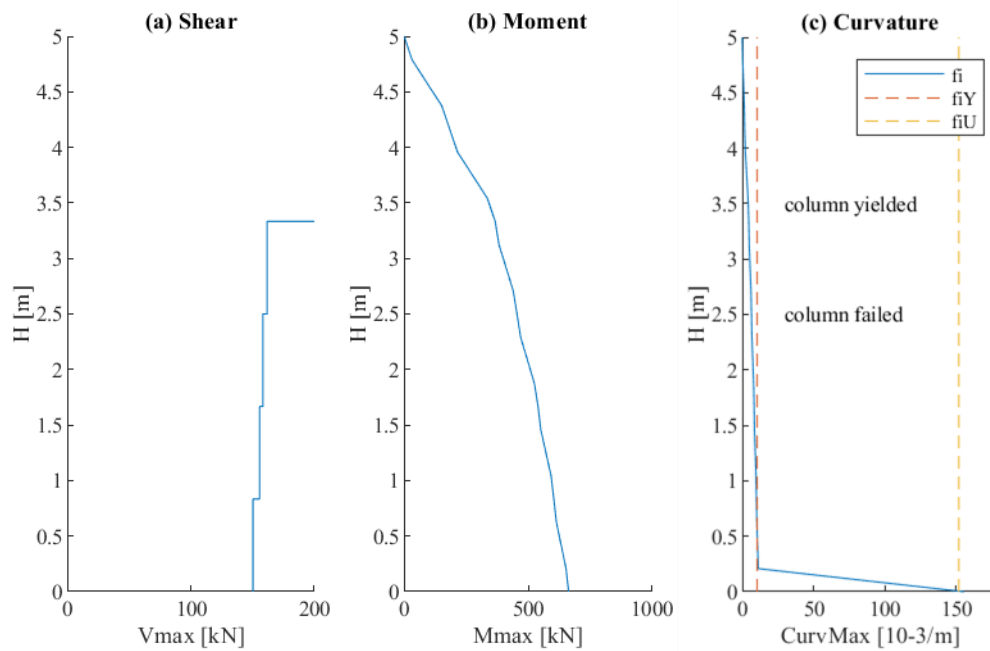 (a) Shear
5
4.5
4
3.5
3
2.5
2
1.5
1
0.5
0
H [m]
0 100 200
Vmax [kN]
(b) Moment
5
4.5
4
3.5
3
2.5
2
1.5
1
0.5
0
H [m]
0 500 1000
Mmax [kN]
(c) Curvature
5
4.5
4
3.5
3
2.5
2
1.5
1
0.5
0
H [m]
fi
fiY
fiU
column yielded
column failed
0 50 100 150
CurvMax [10-3/m]